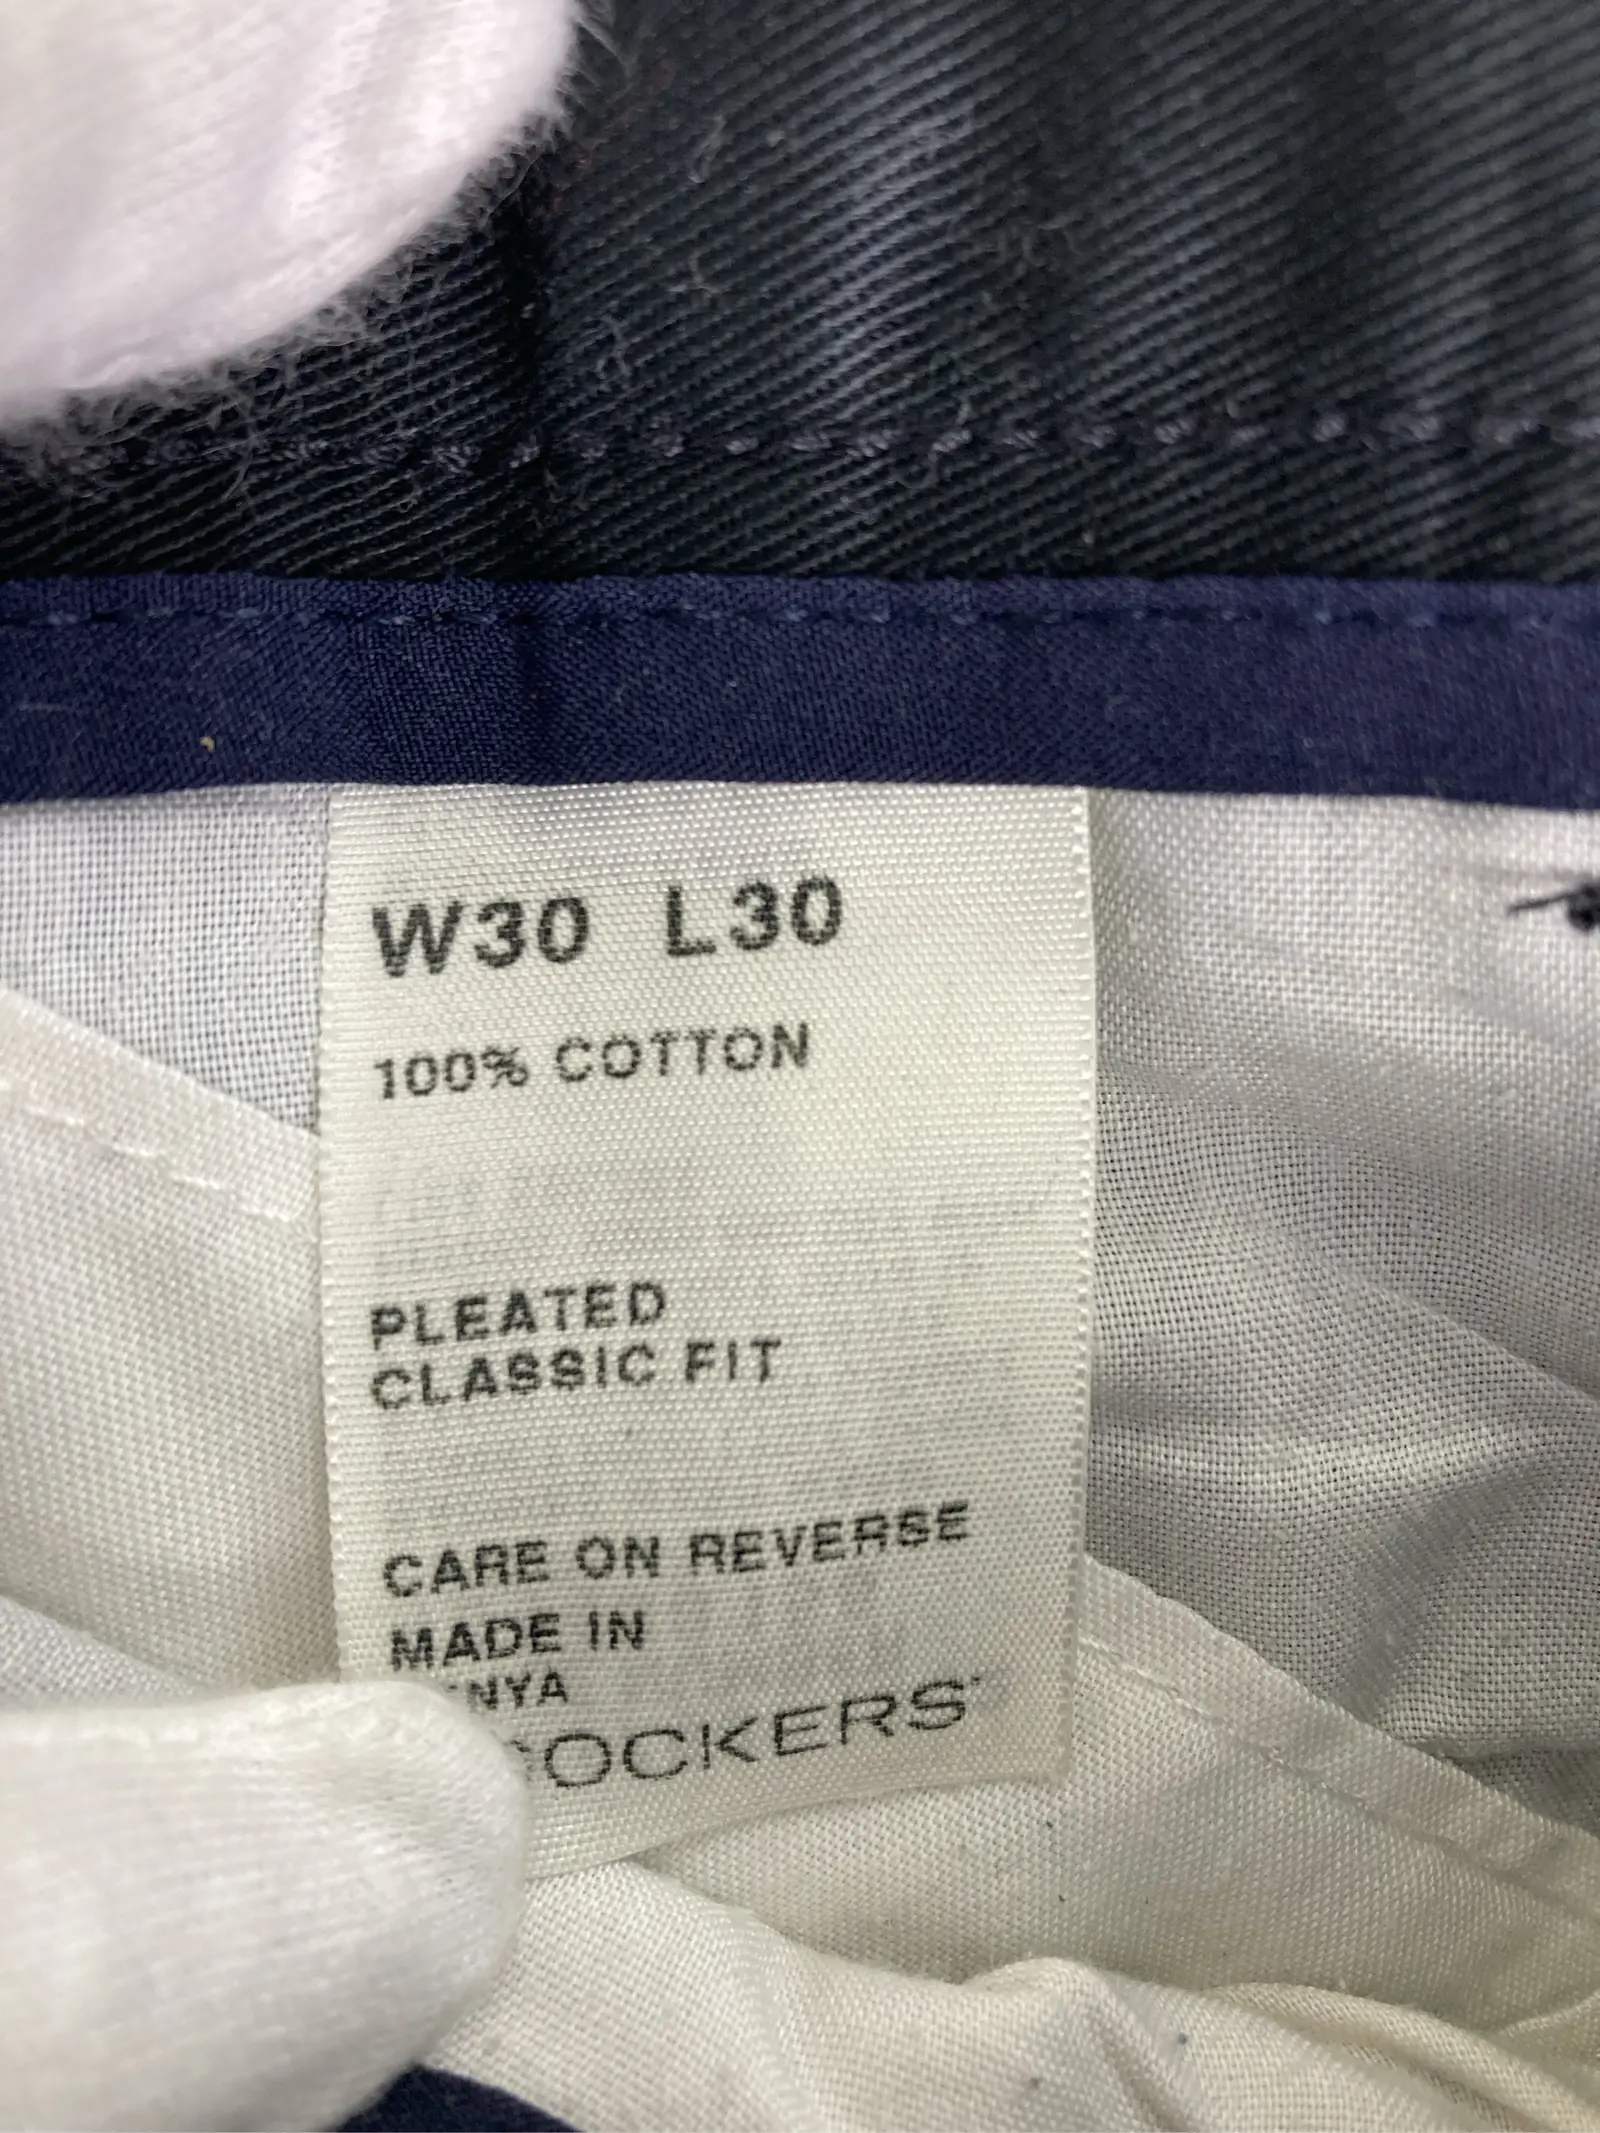 W30 L30
100% COTTON
PLEATED
CLASSIC FIT
CARE ON REVERSE
MADE IN